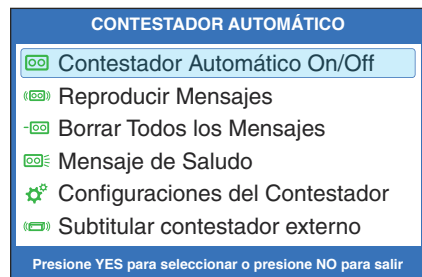 CONTESTADOR AUTOMÁTICO
Contestador Automático On/Off
Reproducir Mensajes
Borrar Todos los Mensajes
Mensaje de Saludo
Configuraciones del Contestador
Subtitular contestador externo
Presione YES para seleccionar o presione NO para salir